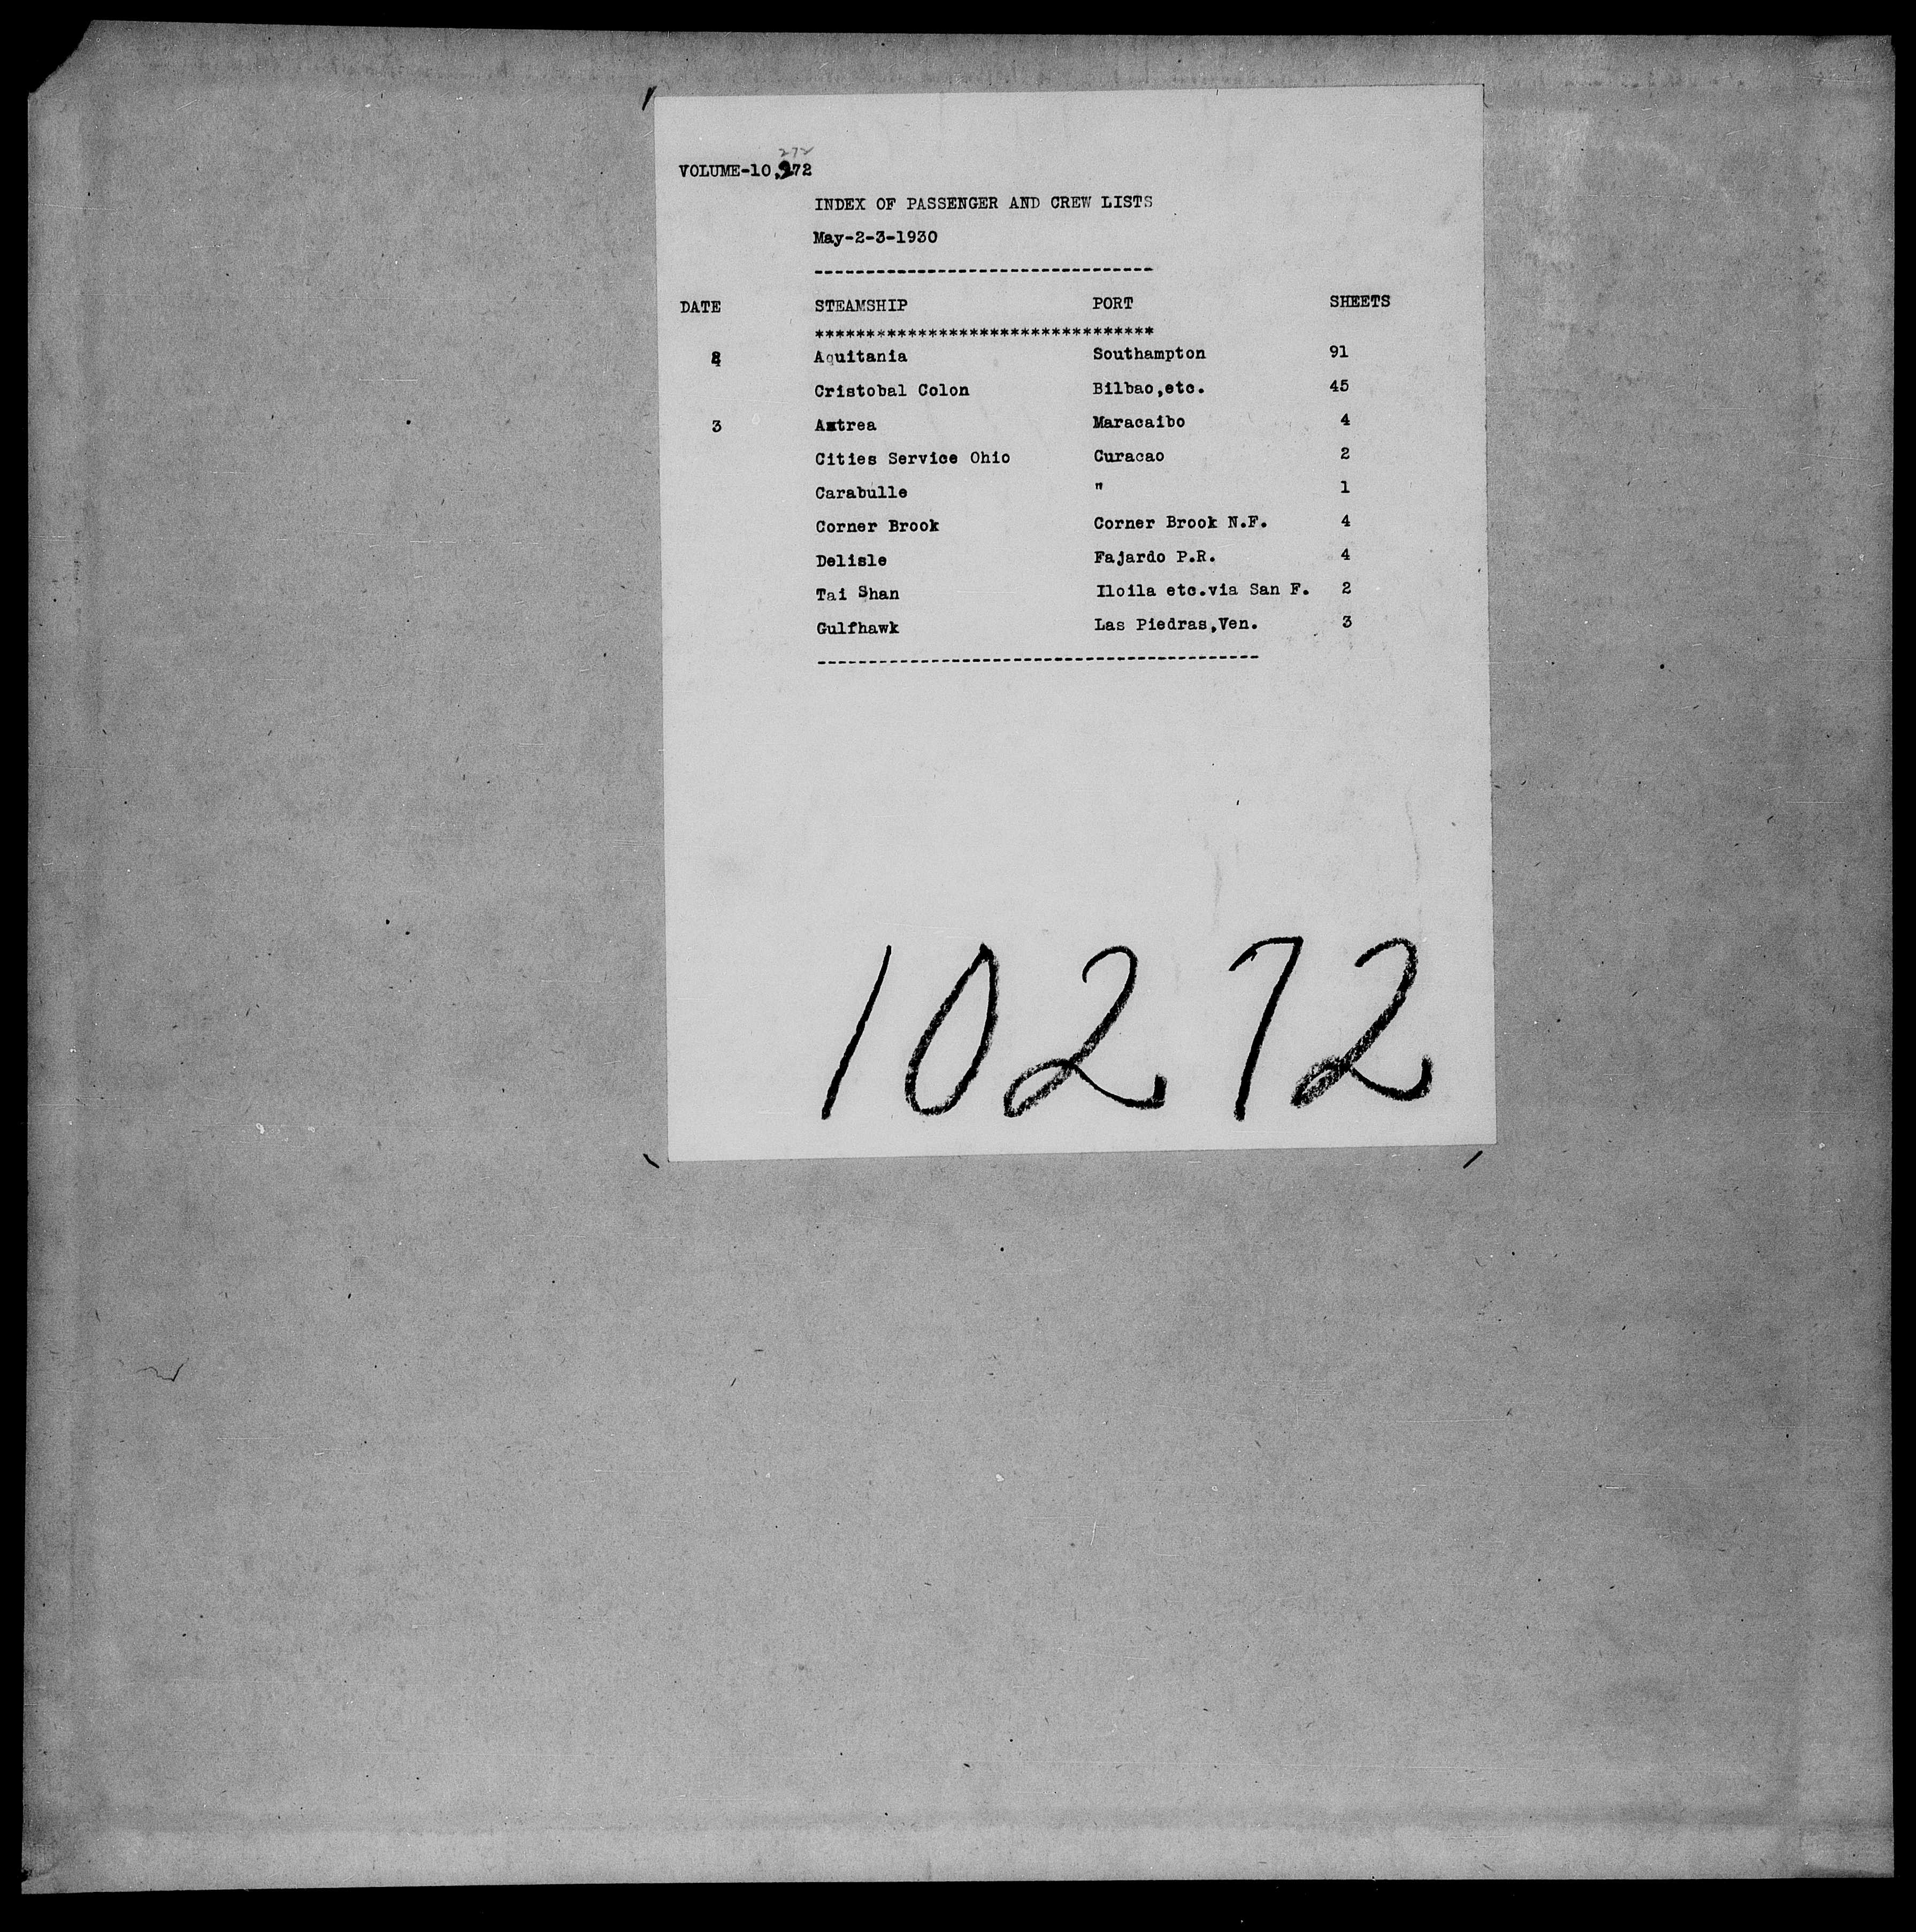 272
VOLUME-10,272
INDEX OF PASSENGER AND CREW LISTS
May-2-3-1930
---------------------------------
DATE STEAMSHIP PORT SHEETS
*********************************
Aquitania Southampton 91
Cristobal Colon Bilbao,etc. 45
3 Astrea Maracaibo 4
Cities Service Ohio Curacao 2
Carabulle " 1
Corner Brook Corner Brook N.F. 4
Delisle Fajardo P.R. 4
Tai Shan Iloila etc.via San F. 2
Gulfhawk Las Piedras,Ven. 3
-------------------------------------------
10272